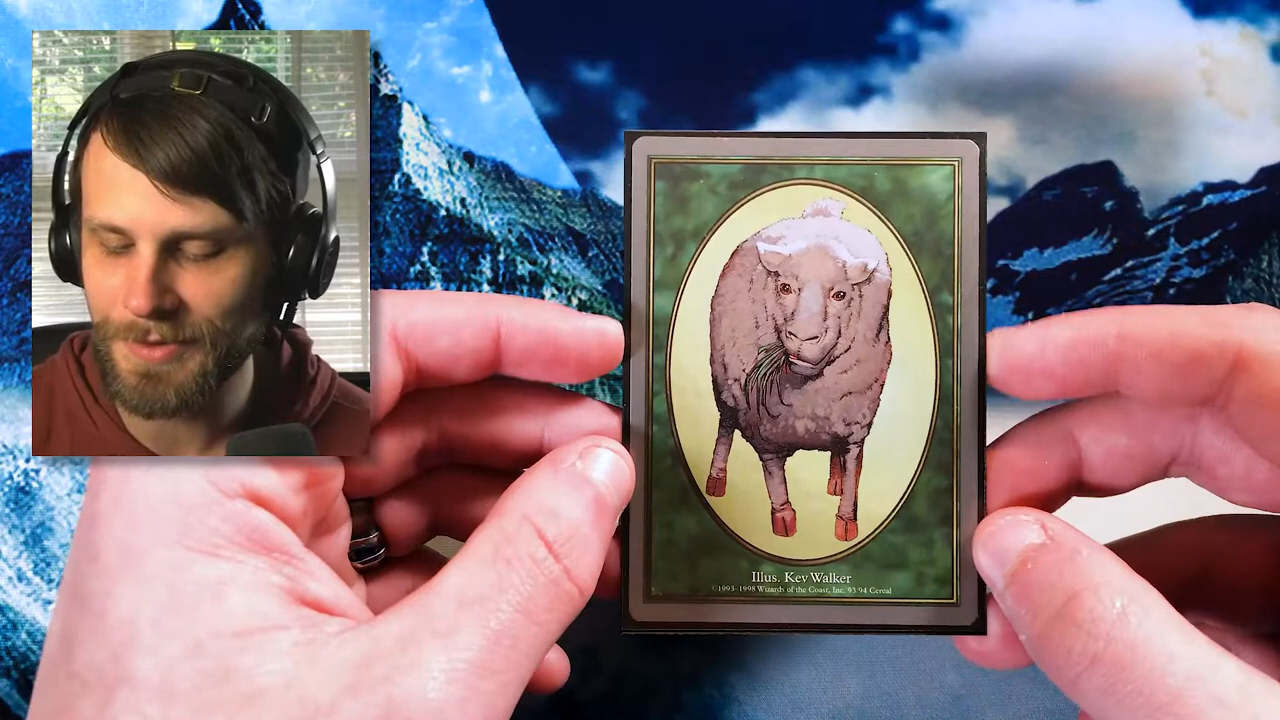 Illus. Kev Walker
©1993-1998 Wizards of the Coast, Inc. 93/94 Cereal